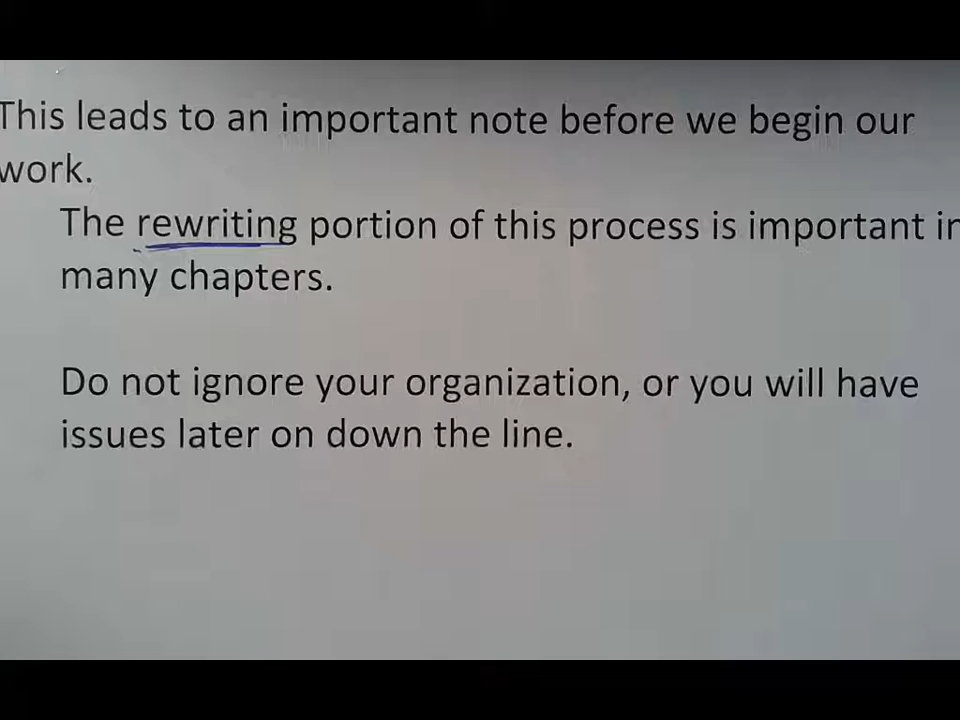 This leads to an important note before we begin our
work.
The rewriting portion of this process is important in
many chapters.
Do not ignore your organization, or you will have
issues later on down the line.